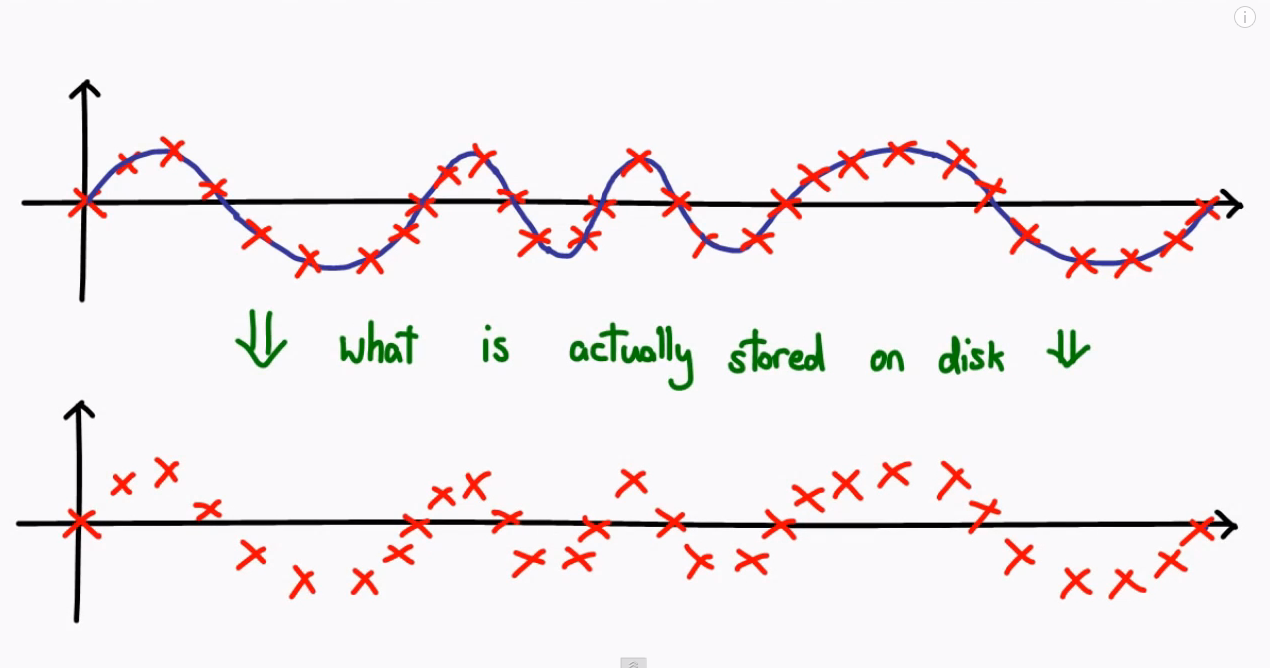 ⇓ what is actually stored on disk ⇓